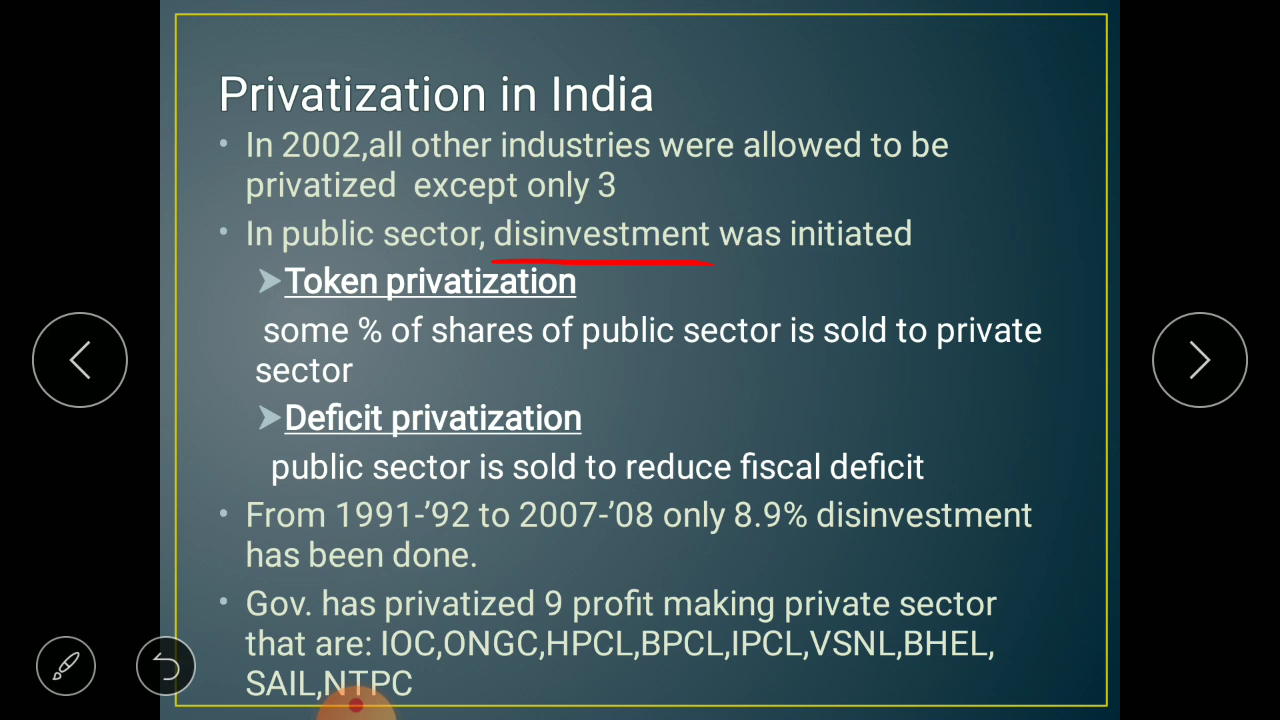 Privatization in India
• In 2002,all other industries were allowed to be
privatized except only 3
• In public sector, disinvestment was initiated
➤Token privatization
some % of shares of public sector is sold to private
sector
➤Deficit privatization
public sector is sold to reduce fiscal deficit
• From 1991-’92 to 2007-’08 only 8.9% disinvestment
has been done.
• Gov. has privatized 9 profit making private sector
that are: IOC,ONGC,HPCL,BPCL,IPCL,VSNL,BHEL,
SAIL,NTPC